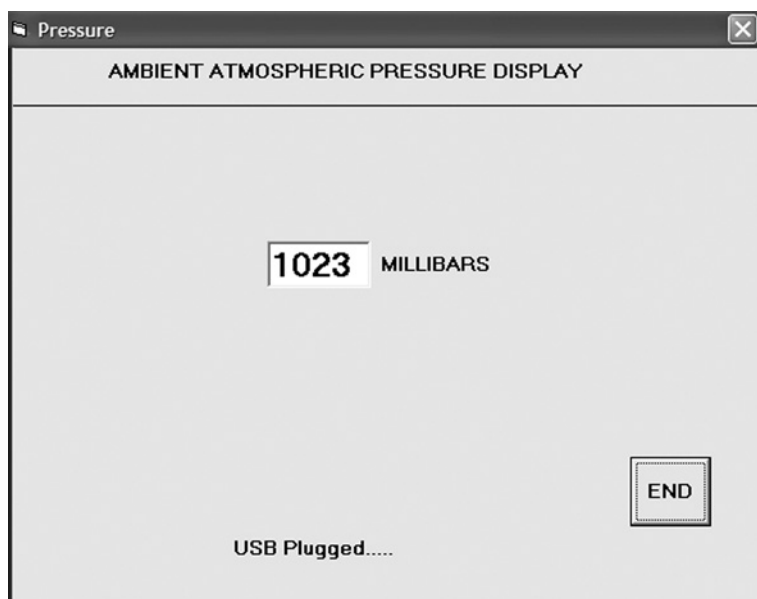 Pressure
AMBIENT ATMOSPHERIC PRESSURE DISPLAY
1023 MILLIBARS
END
USB Plugged.....